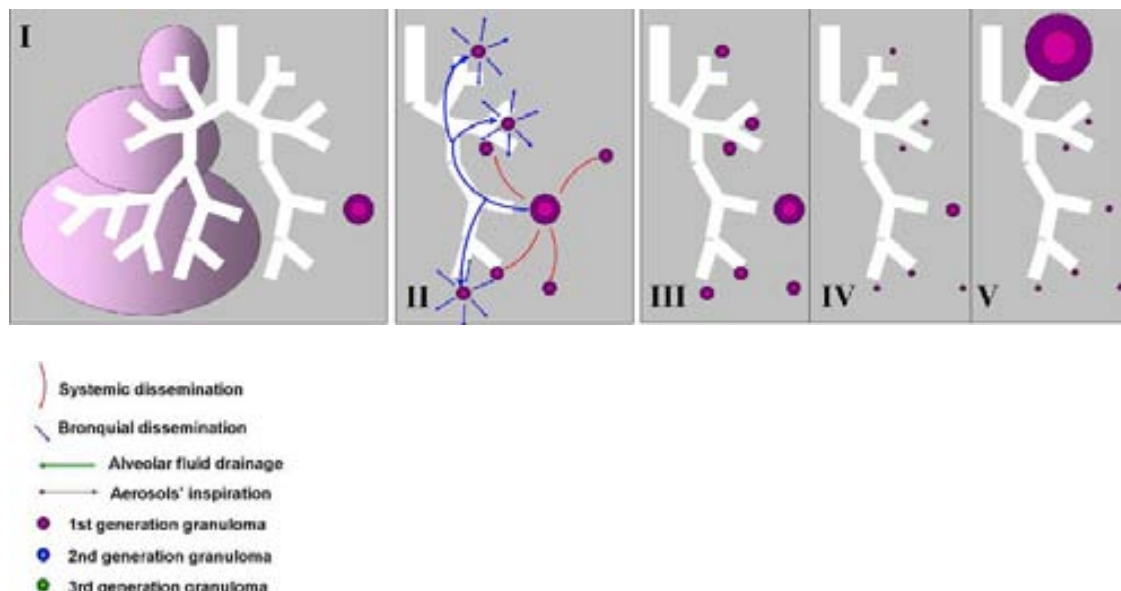 I
II
III
IV
V
Systemic dissemination
Bronquial dissemination
Alveolar fluid drainage
Aerosols' inspiration
1st generation granuloma
2nd generation granuloma
3rd generation granuloma